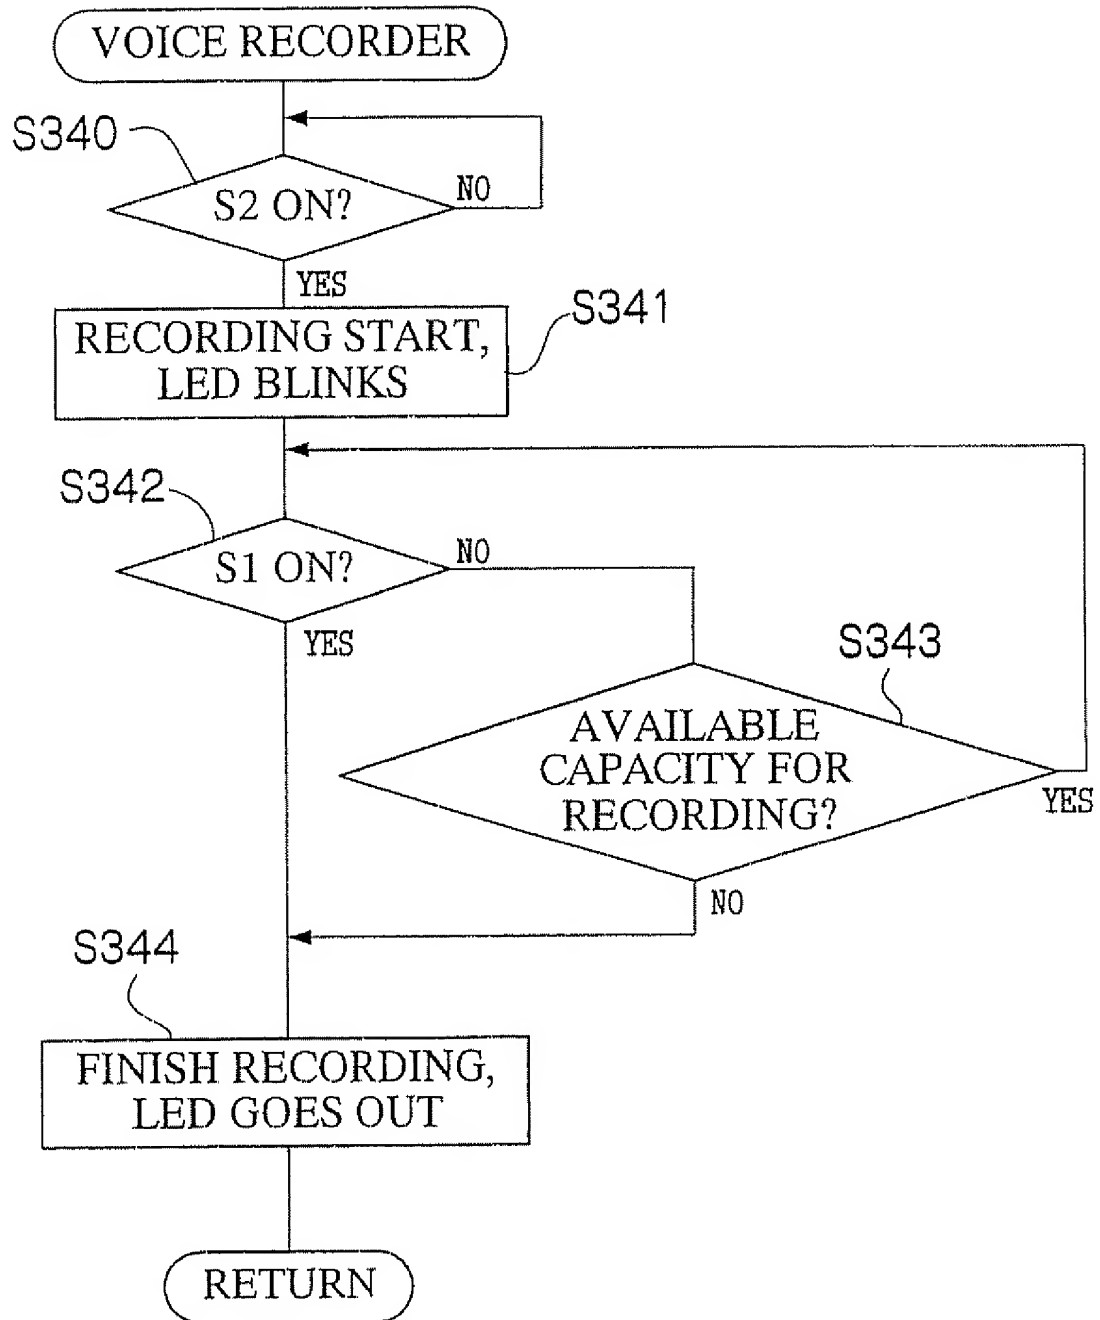 VOICE RECORDER
S340
S2 ON?
NO
YES
S341
RECORDING START,
LED BLINKS
S342
S1 ON?
NO
YES
S343
AVAILABLE
CAPACITY FOR
RECORDING?
YES
NO
S344
FINISH RECORDING,
LED GOES OUT
RETURN